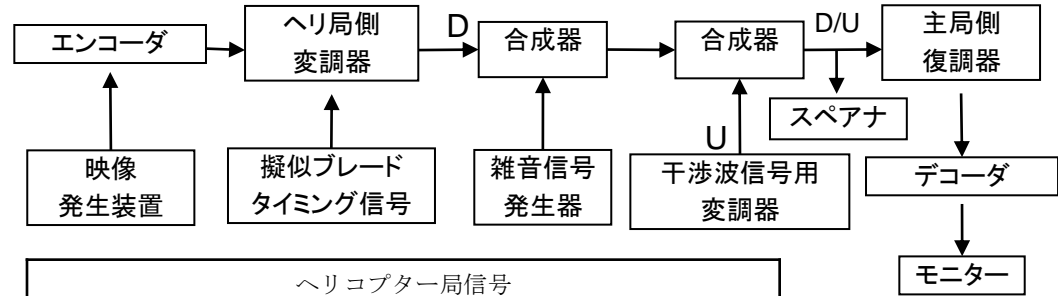 エンコーダ
ヘリ局側
変調器
D
合成器
合成器
D/U
主局側
復調器
スペアナ
U
映像
発生装置
擬似ブレード
タイミング信号
雑音信号
発生器
干渉波信号用
変調器
デコーダ
モニター
ヘリコプター局信号